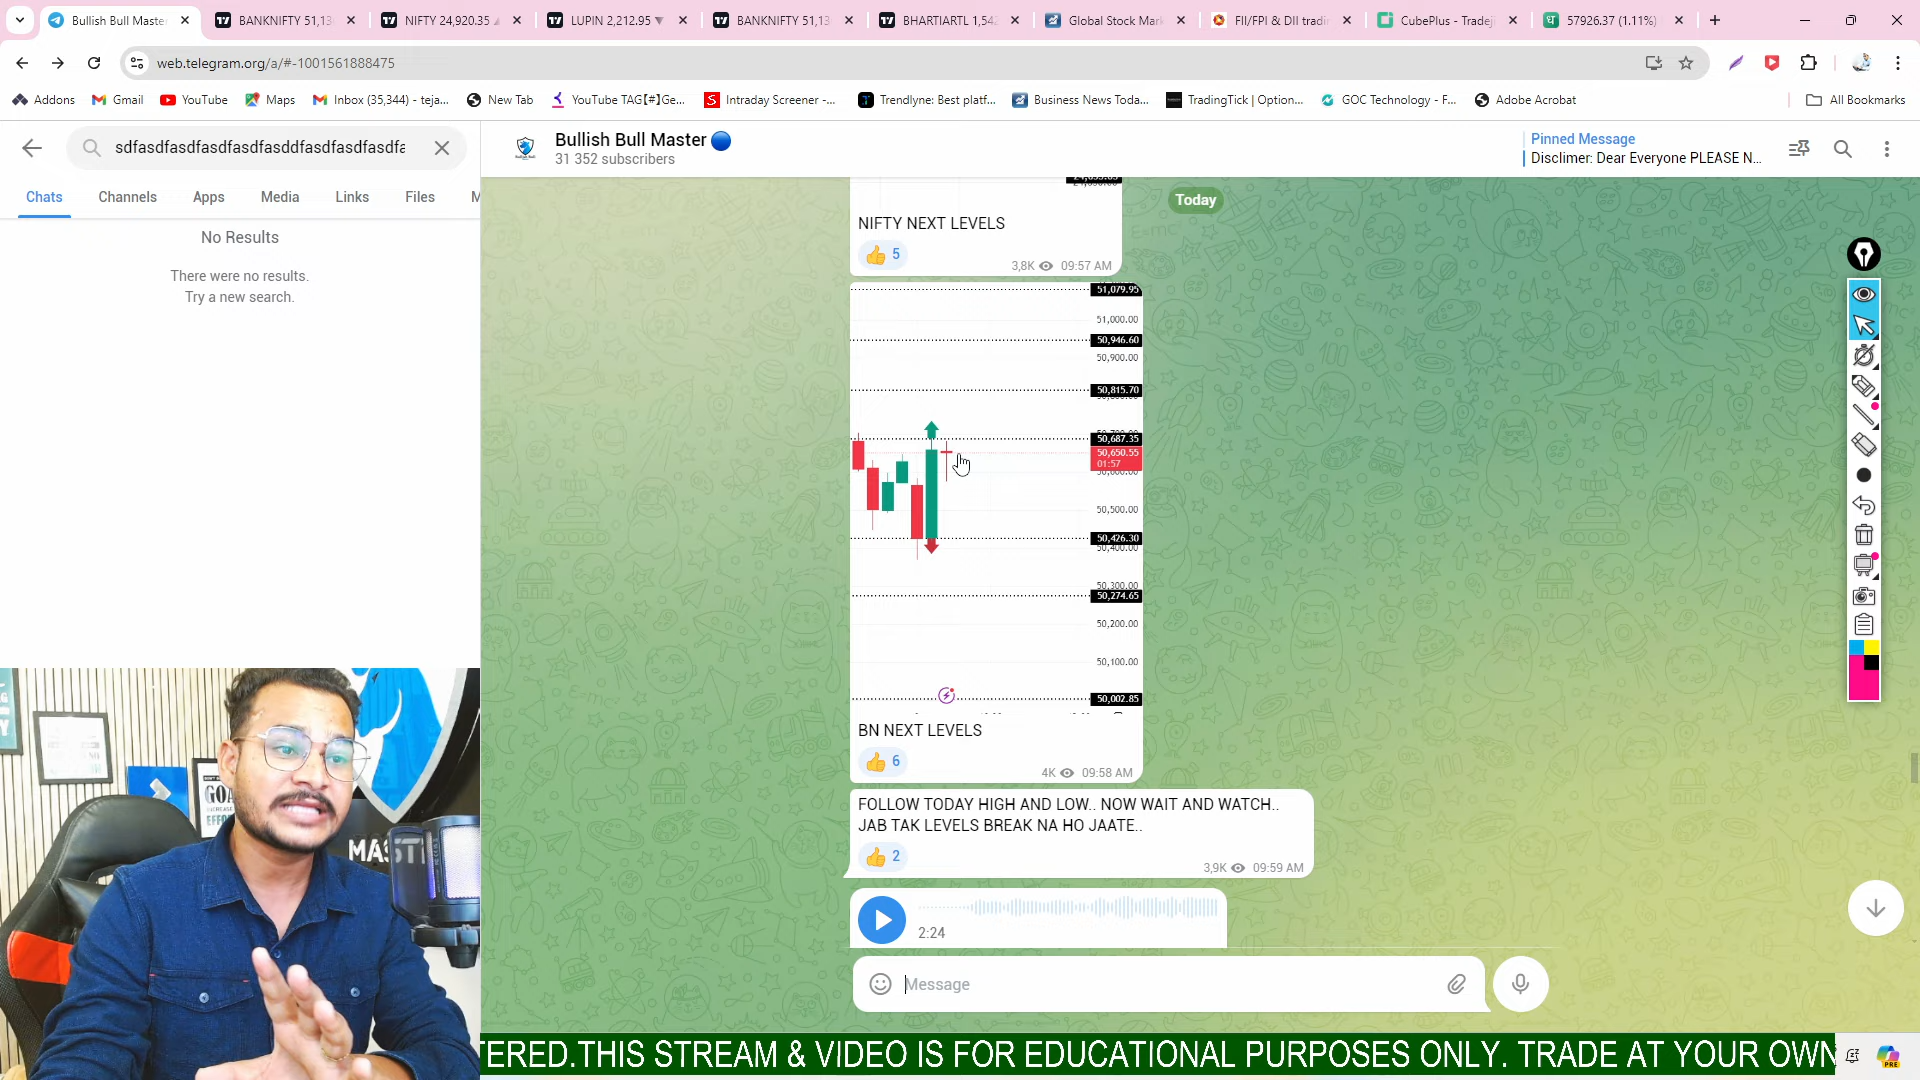 Bullish Bull Master
BANKNIFTY 51,13
NIFTY 24,920.35
LUPIN 2,212.95 ▼
BANKNIFTY 51,13
BHARTIARTL 1,54
Global Stock Mar
FII/FPI & DII tradi
CubePlus - Tradej
57926.37 (1.11%)
web.telegram.org/a/#-1001561888475
Addons
Gmail
YouTube
Maps
Inbox (35,344) - teja...
New Tab
YouTube TAG【#】Ge...
Intraday Screener -...
Trendlyne: Best platf...
Business News Toda...
TradingTick | Option...
GOC Technology - F...
Adobe Acrobat
All Bookmarks
sdfasdfasdfasdfasdfasddfasdfasdfasdfa
Chats
Channels
Apps
Media
Links
Files
No Results
There were no results.
Try a new search.
Bullish Bull Master
31 352 subscribers
Pinned Message
Disclimer: Dear Everyone PLEASE N...
Today
NIFTY NEXT LEVELS
5
3,8K 09:57 AM
51,079.95
51,000.00
50,946.60
50,900.00
50,815.70
50,687.35
50,650.55
01:57
50,600.00
50,500.00
50,426.30
50,400.00
50,300.00
50,274.65
50,200.00
50,100.00
50,002.85
BN NEXT LEVELS
6
4K 09:58 AM
FOLLOW TODAY HIGH AND LOW.. NOW WAIT AND WATCH..
JAB TAK LEVELS BREAK NA HO JAATE..
2
3,9K 09:59 AM
2:24
Message
GOA
MAST
TERED.THIS STREAM & VIDEO IS FOR EDUCATIONAL PURPOSES ONLY. TRADE AT YOUR OWN
PRE